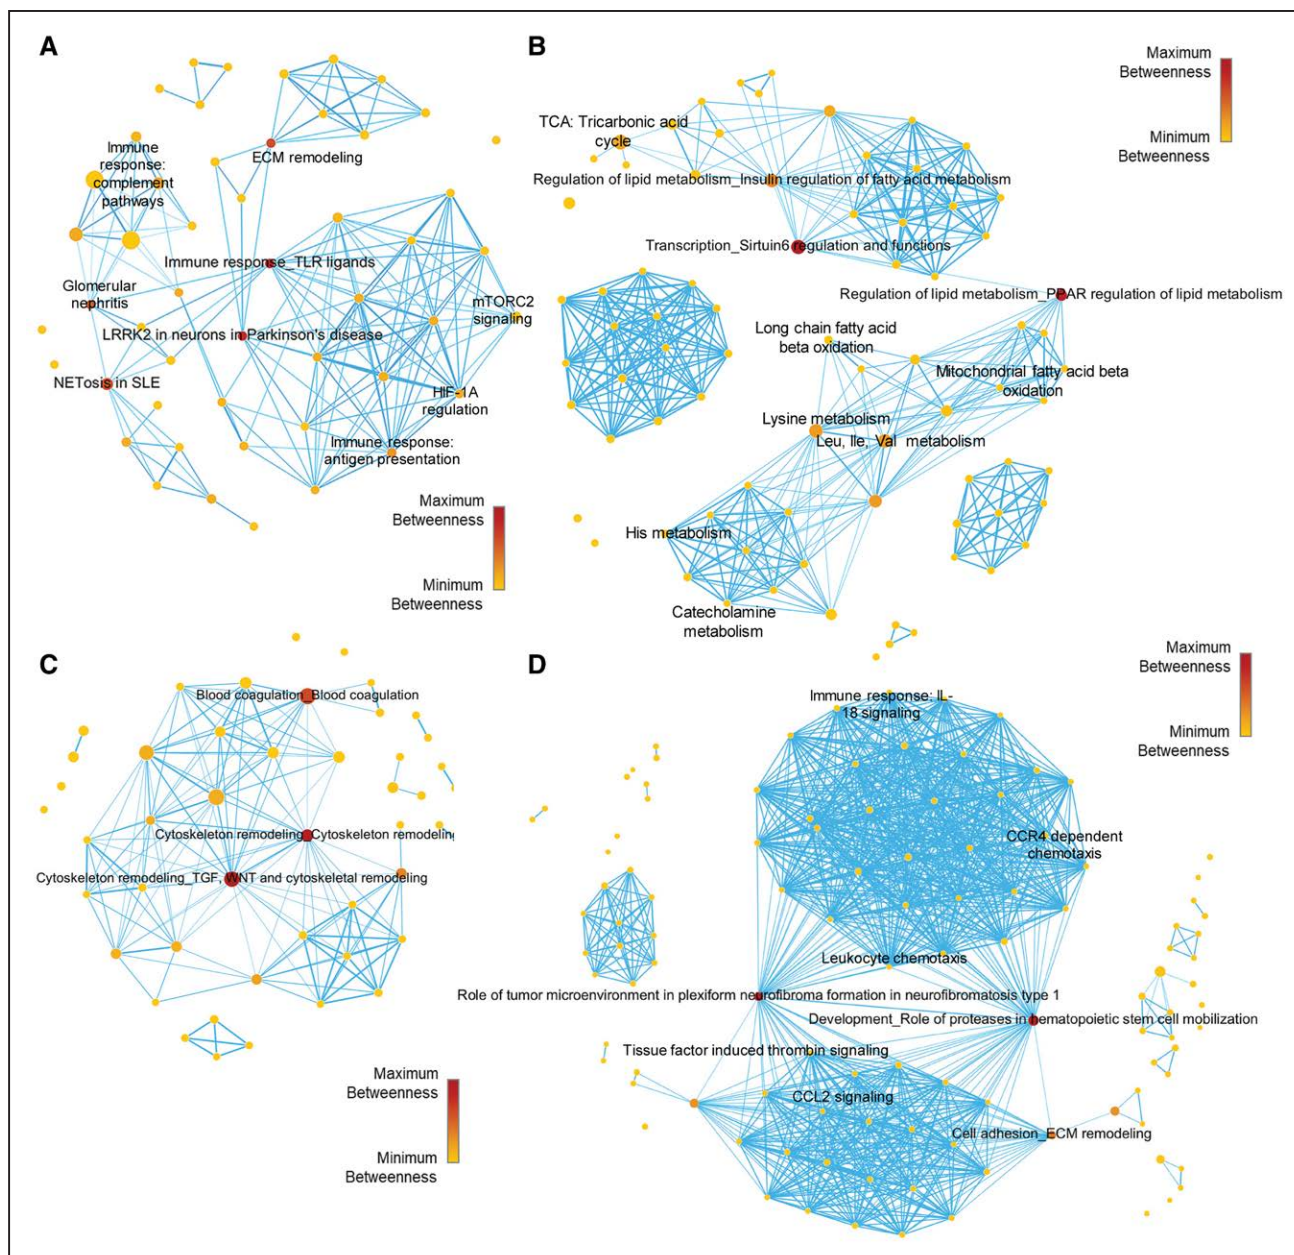 A
Immune
response:
complement
pathways
ECM remodeling
Immune response_TLR ligands
Glomerular
nephritis
mTORC2
signaling
LRRK2 in neurons in Parkinson's disease
NETosis in SLE
HIF-1A
regulation
Immune response:
antigen presentation
Maximum
Betweenness
Minimum
Betweenness
B
Maximum
Betweenness
Minimum
Betweenness
TCA: Tricarbonic acid
cycle
Regulation of lipid metabolism_Insulin regulation of fatty acid metabolism
Transcription_Sirtuin6 regulation and functions
Regulation of lipid metabolism_PPAR regulation of lipid metabolism
Long chain fatty acid
beta oxidation
Mitochondrial fatty acid beta
oxidation
Lysine metabolism
Leu, Ile, Val metabolism
His metabolism
Catecholamine
metabolism
C
Blood coagulation_Blood coagulation
Cytoskeleton remodeling_Cytoskeleton remodeling
Cytoskeleton remodeling_TGF, WNT and cytoskeletal remodeling
Maximum
Betweenness
Minimum
Betweenness
D
Maximum
Betweenness
Minimum
Betweenness
Immune response: IL-
18 signaling
CCR4 dependent
chemotaxis
Leukocyte chemotaxis
Role of tumor microenvironment in plexiform neurofibroma formation in neurofibromatosis type 1
Development_Role of proteases in hematopoietic stem cell mobilization
Tissue factor induced thrombin signaling
CCL2 signaling
Cell adhesion_ECM remodeling